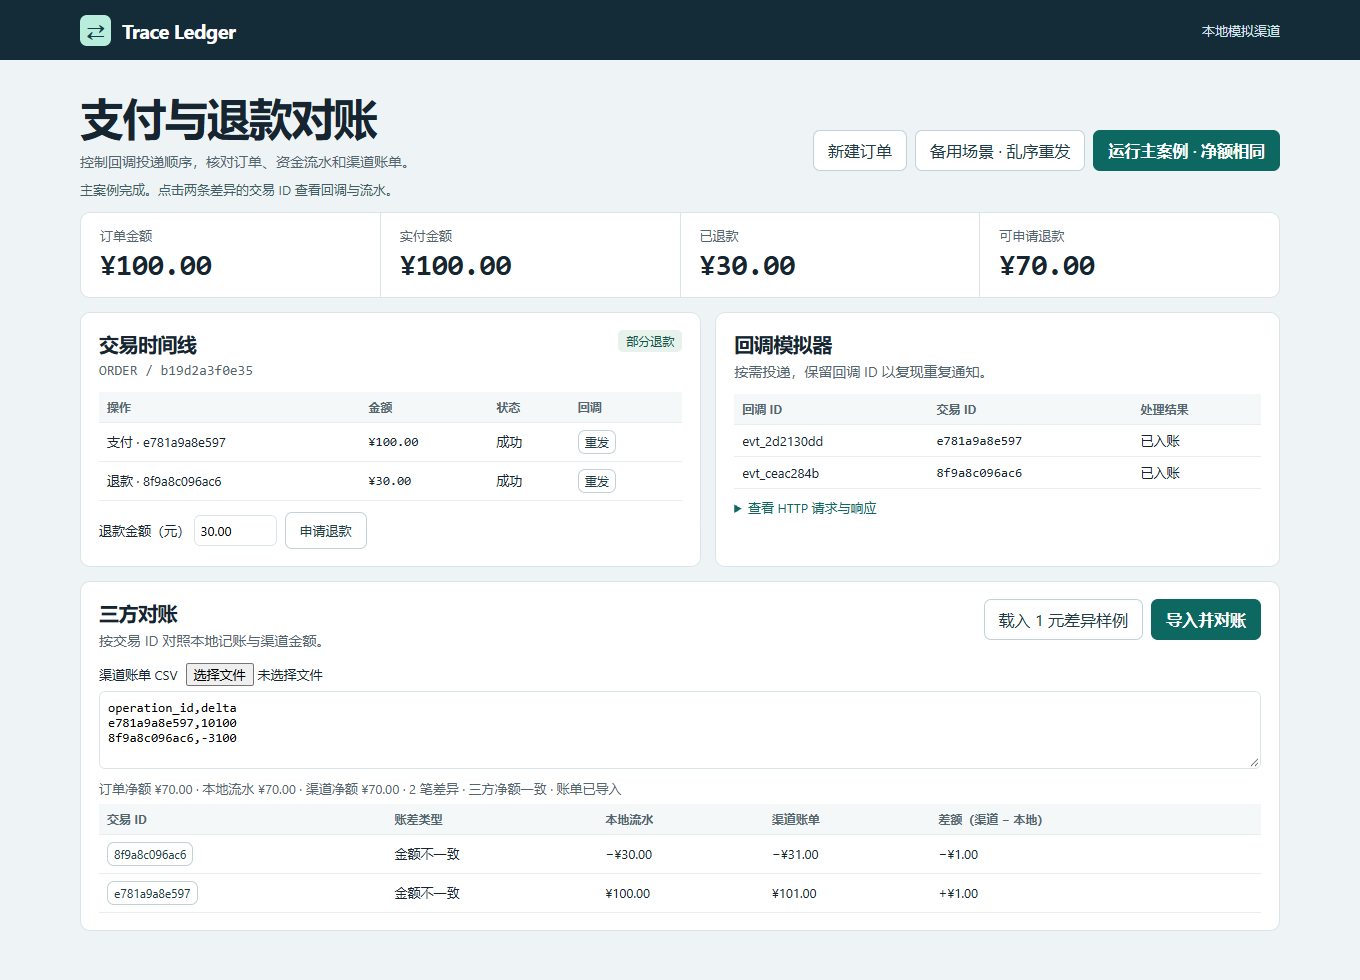 Trace Ledger
本地模拟渠道
支付与退款对账
控制回调投递顺序，核对订单、资金流水和渠道账单。
主案例完成。点击两条差异的交易 ID 查看回调与流水。
新建订单
备用场景 · 乱序重发
运行主案例 · 净额相同
订单金额
¥100.00
实付金额
¥100.00
已退款
¥30.00
可申请退款
¥70.00
交易时间线
部分退款
ORDER / b19d2a3f0e35
操作 金额 状态 回调
支付 · e781a9a8e597 ¥100.00 成功 重发
退款 · 8f9a8c096ac6 ¥30.00 成功 重发
退款金额（元） 30.00 申请退款
回调模拟器
按需投递，保留回调 ID 以复现重复通知。
回调 ID 交易 ID 处理结果
evt_2d2130dd e781a9a8e597 已入账
evt_ceac284b 8f9a8c096ac6 已入账
查看 HTTP 请求与响应
三方对账
按交易 ID 对照本地记账与渠道金额。
载入 1 元差异样例
导入并对账
渠道账单 CSV 选择文件 未选择文件
operation_id,delta
e781a9a8e597,10100
8f9a8c096ac6,-3100
订单净额 ¥70.00 · 本地流水 ¥70.00 · 渠道净额 ¥70.00 · 2 笔差异 · 三方净额一致 · 账单已导入
交易 ID 账差类型 本地流水 渠道账单 差额（渠道 − 本地）
8f9a8c096ac6 金额不一致 −¥30.00 −¥31.00 −¥1.00
e781a9a8e597 金额不一致 ¥100.00 ¥101.00 +¥1.00